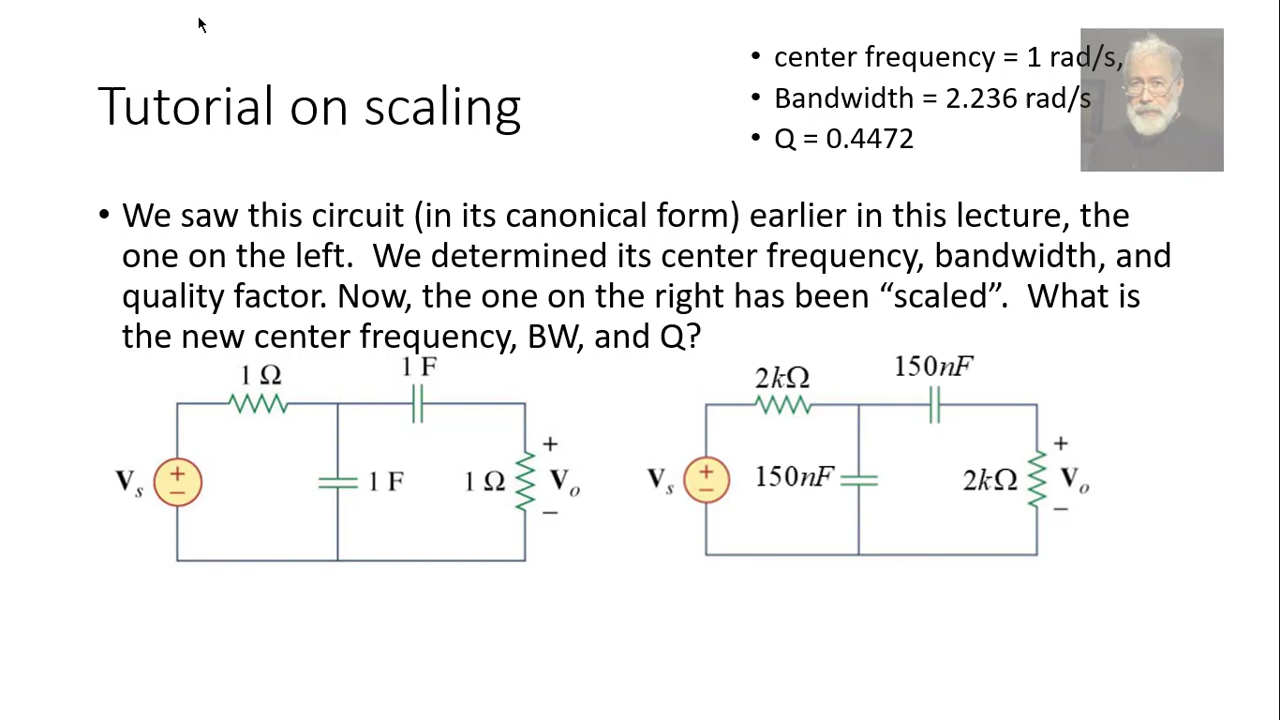 Tutorial on scaling
• center frequency = 1 rad/s,
• Bandwidth = 2.236 rad/s
• Q = 0.4472
• We saw this circuit (in its canonical form) earlier in this lecture, the
one on the left.  We determined its center frequency, bandwidth, and
quality factor. Now, the one on the right has been “scaled”.  What is
the new center frequency, BW, and Q?
1 Ω
1 F
Vs
+
−
1 F
1 Ω
+
Vo
−
2kΩ
150nF
Vs
+
−
150nF
2kΩ
+
Vo
−